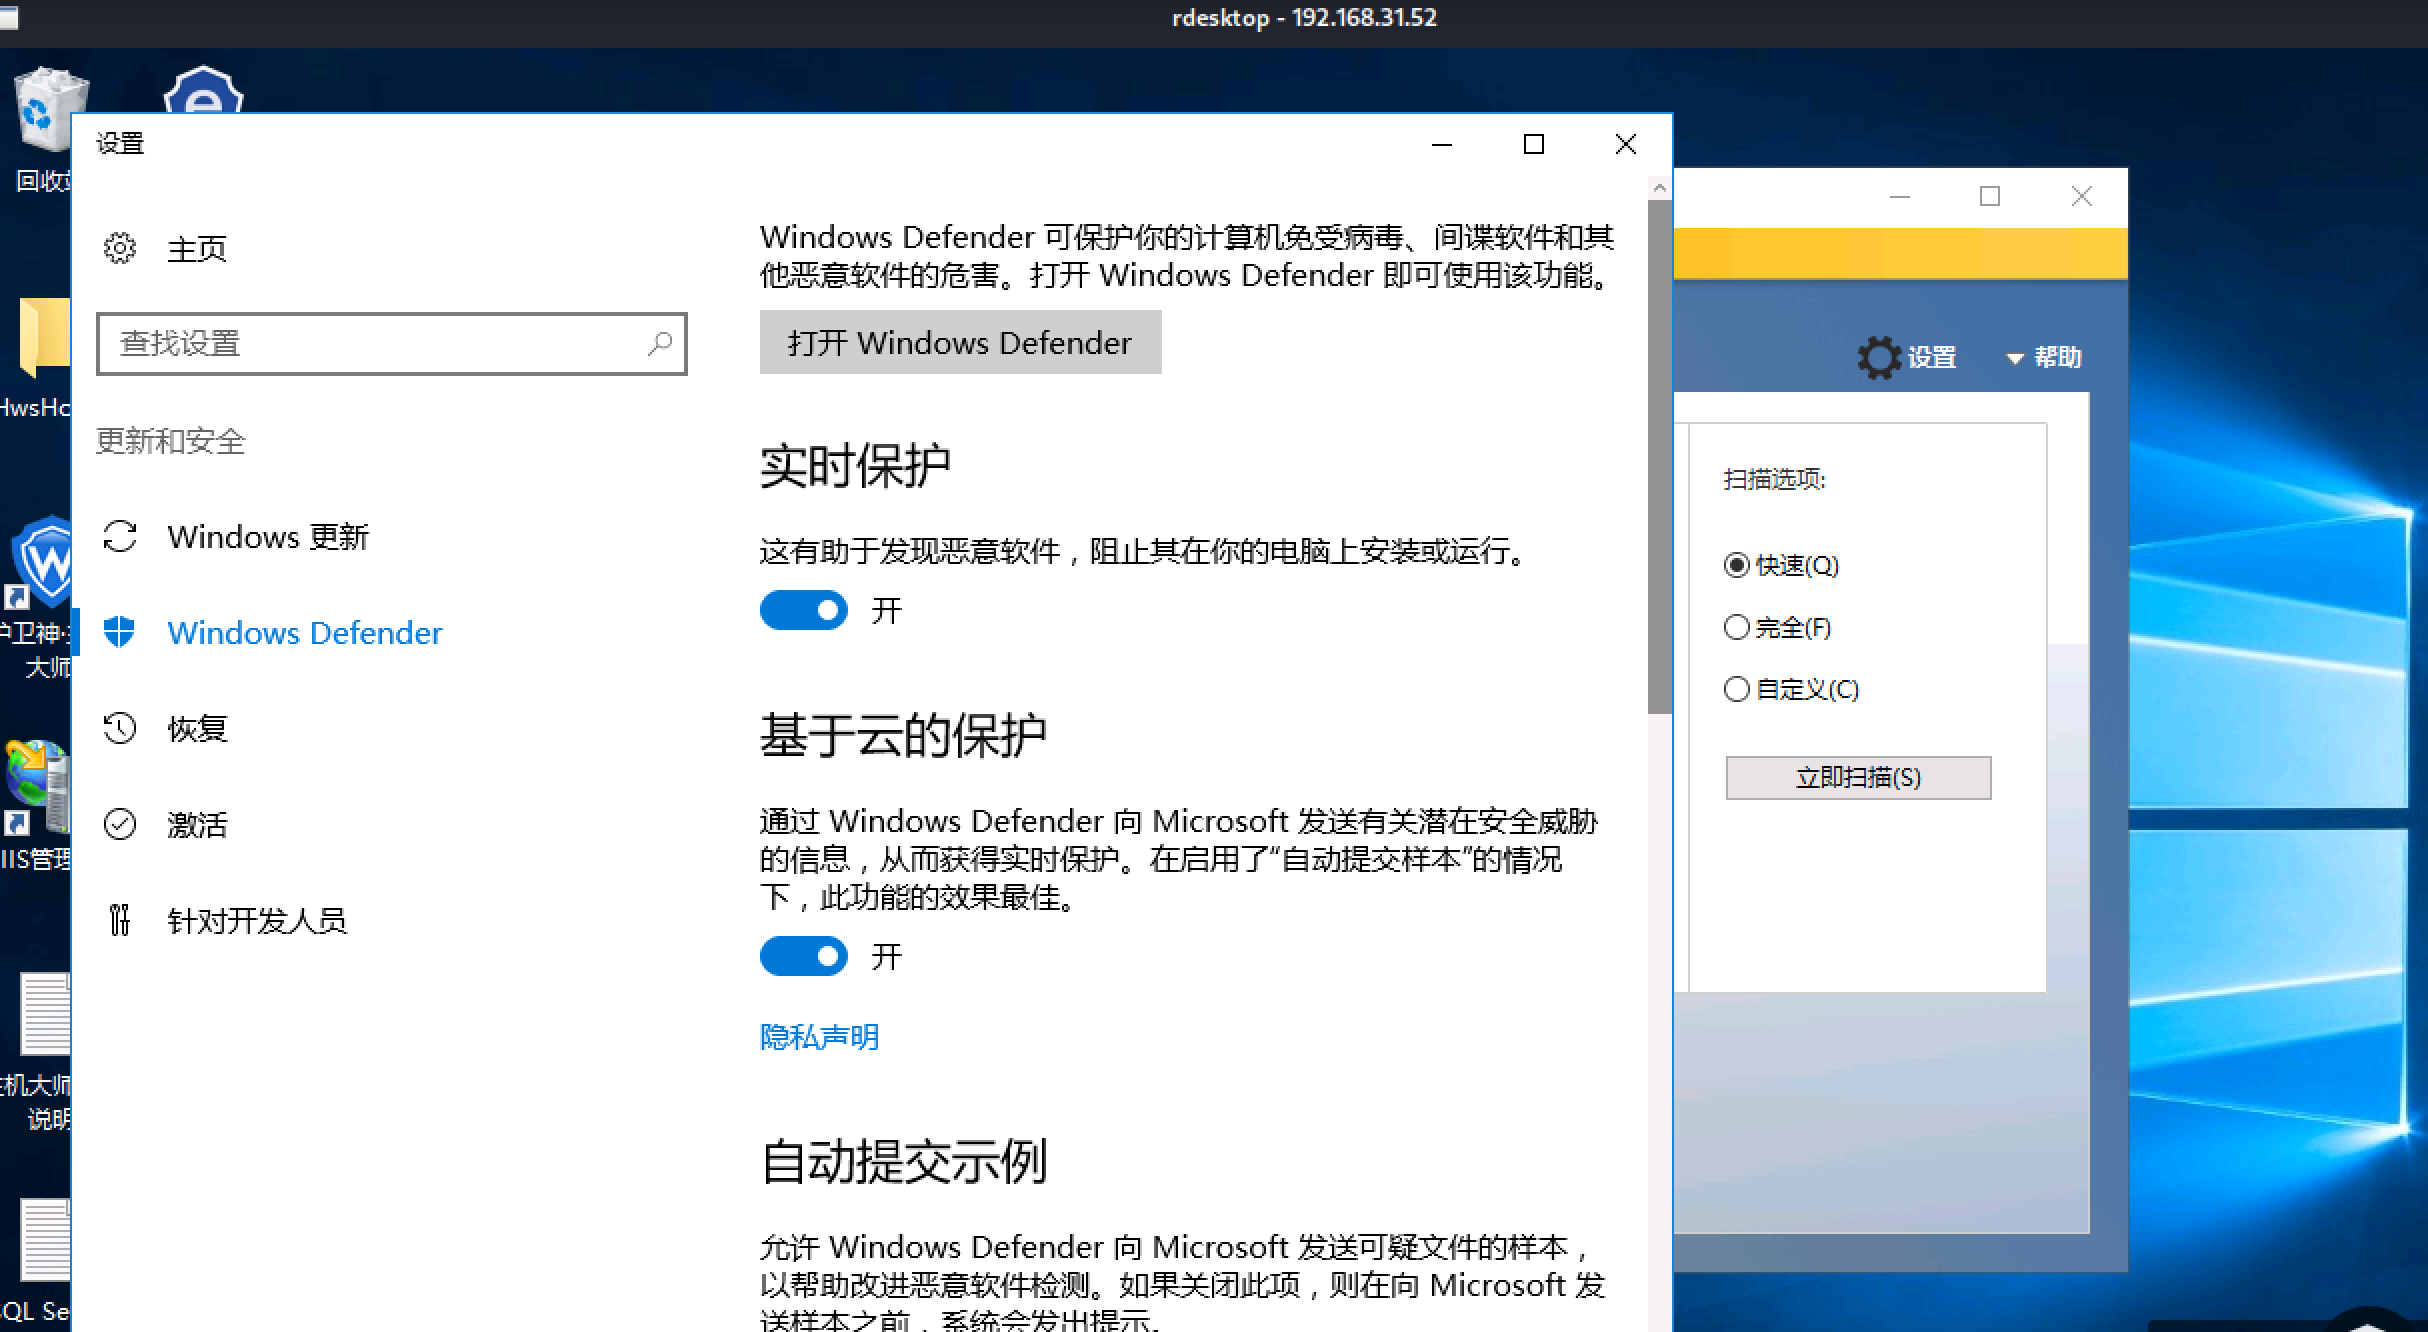 rdesktop - 192.168.31.52
设置
主页
查找设置
更新和安全
Windows 更新
Windows Defender
恢复
激活
针对开发人员
Windows Defender 可保护你的计算机免受病毒、间谍软件和其
他恶意软件的危害。打开 Windows Defender 即可使用该功能。
打开 Windows Defender
实时保护
这有助于发现恶意软件，阻止其在你的电脑上安装或运行。
开
基于云的保护
通过 Windows Defender 向 Microsoft 发送有关潜在安全威胁
的信息，从而获得实时保护。在启用了“自动提交样本”的情况
下，此功能的效果最佳。
开
隐私声明
自动提交示例
允许 Windows Defender 向 Microsoft 发送可疑文件的样本，
以帮助改进恶意软件检测。如果关闭此项，则在向 Microsoft 发
送样本之前，系统会发出提示。
设置
帮助
扫描选项:
快速(Q)
完全(F)
自定义(C)
立即扫描(S)
回收
HwsHo
卫神·
大师
IIS管理
机大师
说明
QL Se